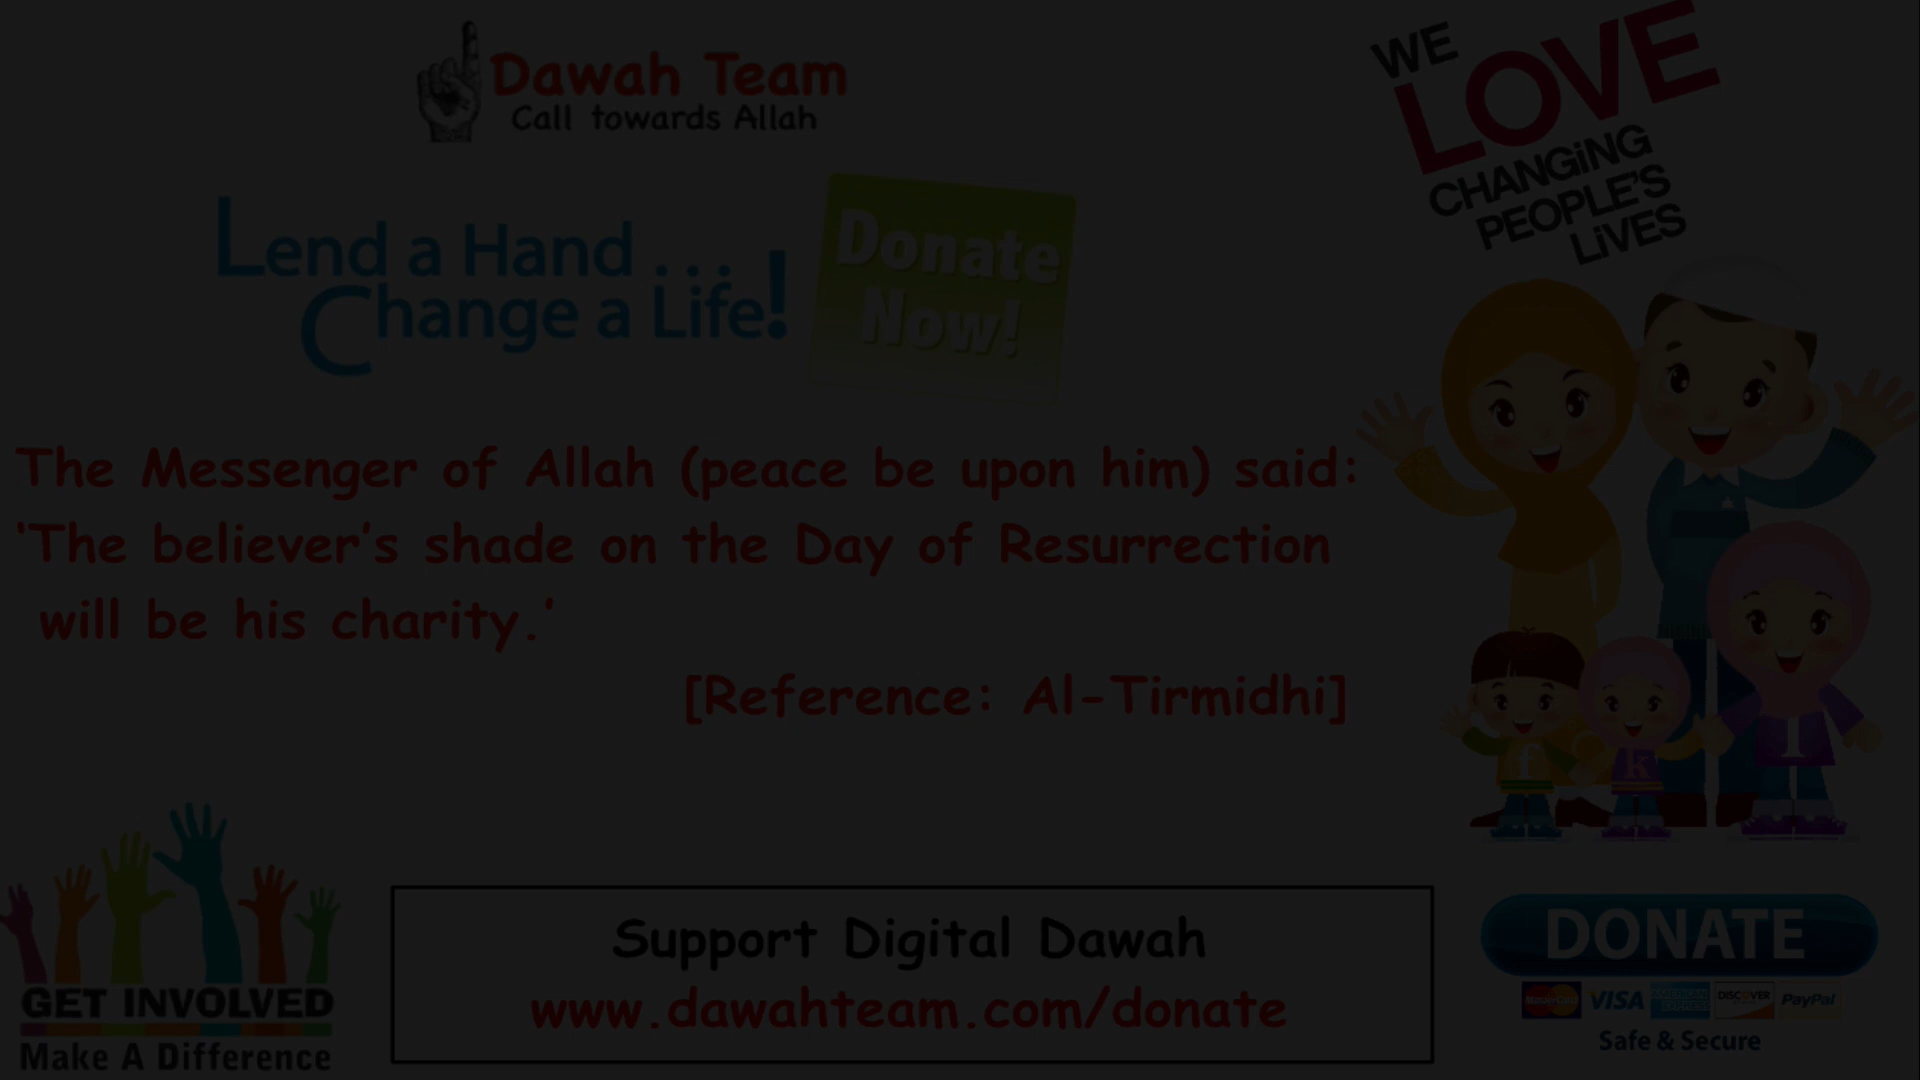 Dawah Team
Call towards Allah
WE
LOVE
CHANGiNG
PEOPLE'S
LiVES
Lend a Hand ...
Change a Life!
Donate
Now!
The Messenger of Allah (peace be upon him) said:
‘The believer’s shade on the Day of Resurrection
will be his charity.’
[Reference: Al-Tirmidhi]
f
k
i
GET INVOLVED
Make A Difference
Support Digital Dawah
www.dawahteam.com/donate
DONATE
MasterCard VISA AMERICAN EXPRESS DISCOVER PayPal
Safe & Secure